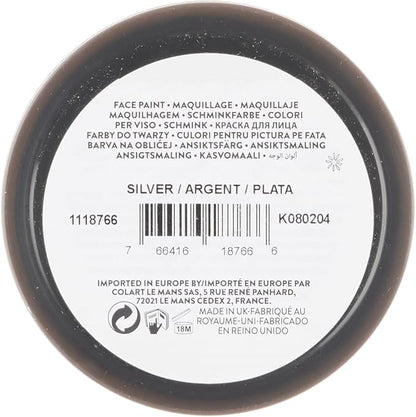 FACE PAINT • MAQUILLAGE • MAQUILLAJE
MAQUILHAGEM • SCHMINKFARBE • COLORI
PER VISO • SCHMINK • КРАСКА ДЛЯ ЛИЦА
FARBY DO TWARZY • CULORI PENTRU PICTURA PE FATA
BARVA NA OBLIČEJ • ANSIKTSFÄRG • ANSIKTSMALING
ANSIGTSMALING • KASVOMAALI • ألوان الوجه
SILVER / ARGENT / PLATA
1118766 K080204
7 66416 18766 6
IMPORTED IN EUROPE BY/IMPORTÉ EN EUROPE PAR
COLART LE MANS SAS, 5 RUE RENÉ PANHARD,
72021 LE MANS CEDEX 2, FRANCE.
18M
MADE IN UK-FABRIQUÉ AU
ROYAUME-UNI-FABRICADO
EN REINO UNIDO